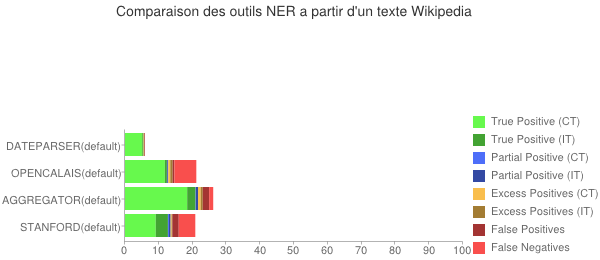 Comparaison des outils NER a partir d'un texte Wikipedia
DATEPARSER(default)
OPENCALAIS(default)
AGGREGATOR(default)
STANFORD(default)
0 10 20 30 40 50 60 70 80 90 100
True Positive (CT)
True Positive (IT)
Partial Positive (CT)
Partial Positive (IT)
Excess Positives (CT)
Excess Positives (IT)
False Positives
False Negatives